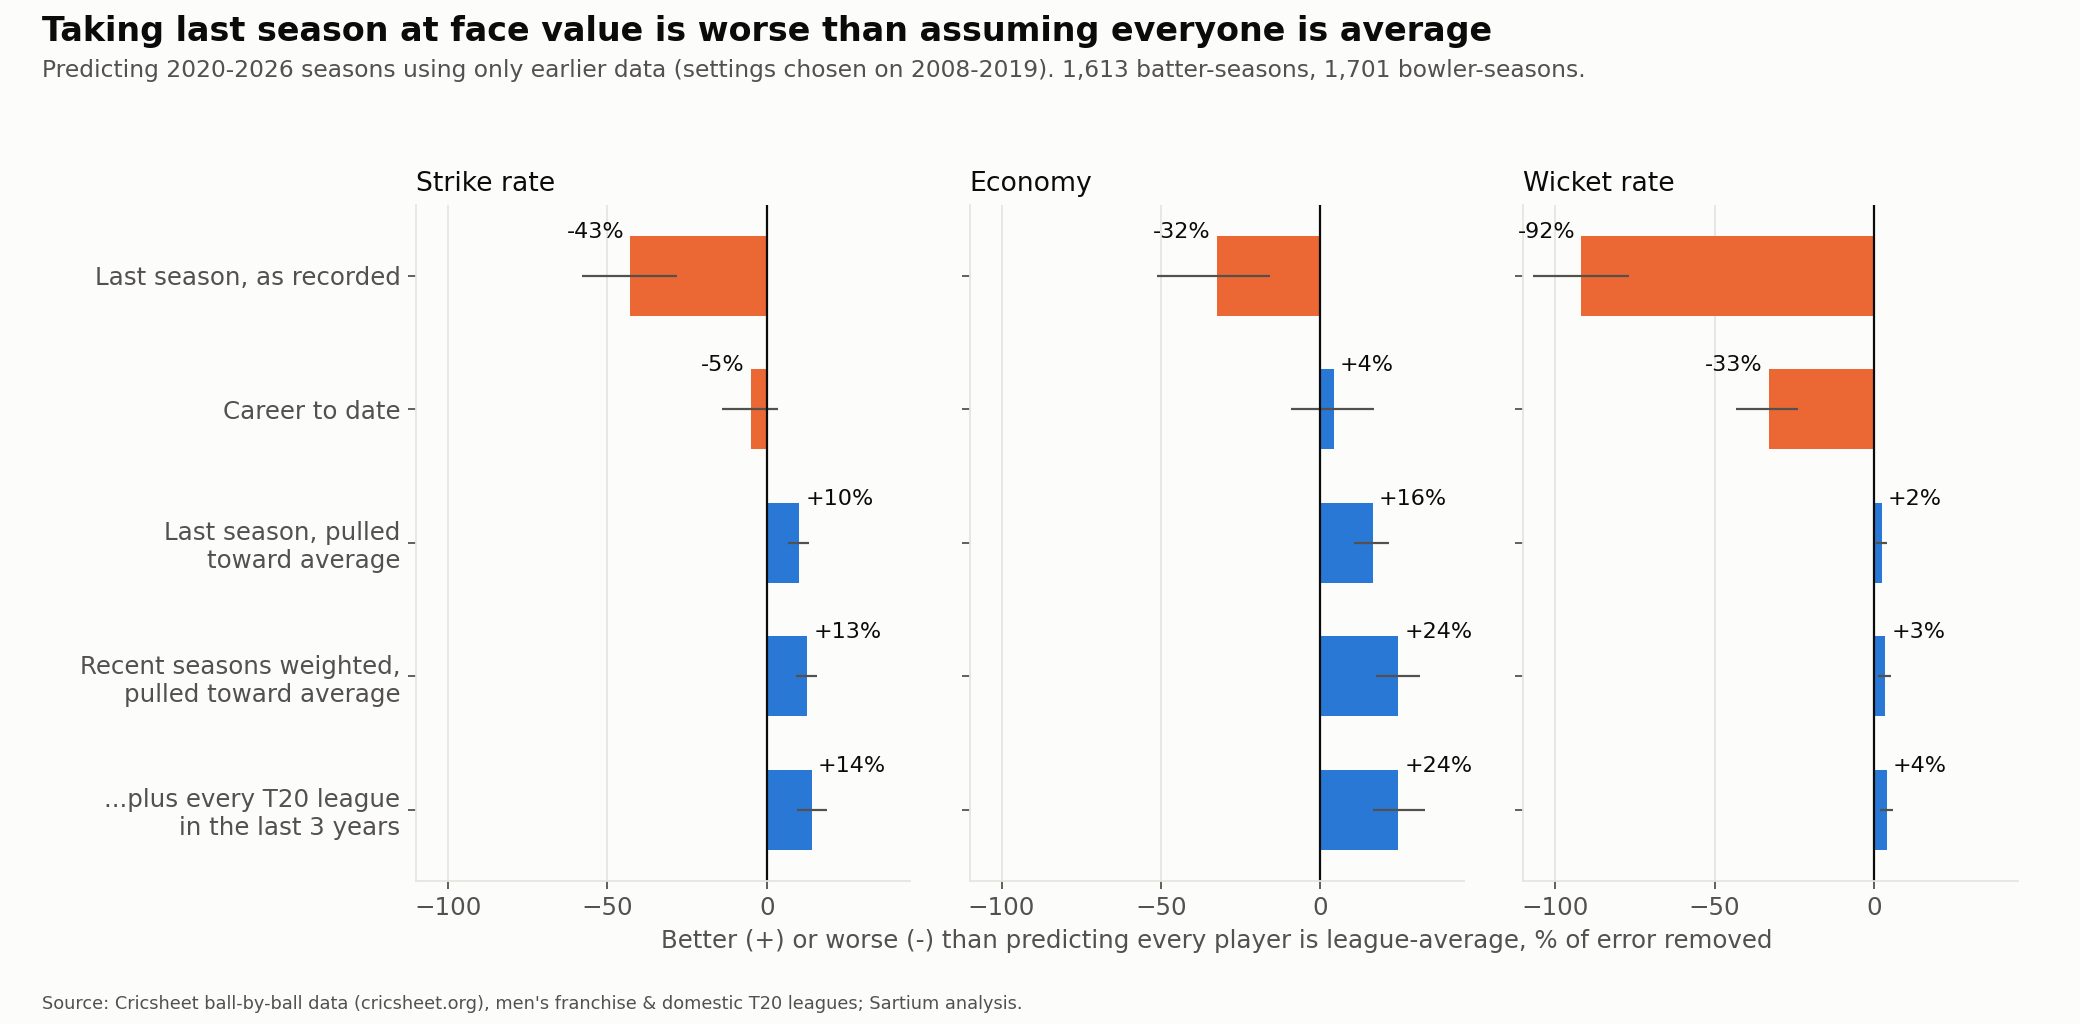 Taking last season at face value is worse than assuming everyone is average
Predicting 2020-2026 seasons using only earlier data (settings chosen on 2008-2019). 1,613 batter-seasons, 1,701 bowler-seasons.
Strike rate
Economy
Wicket rate
Last season, as recorded
-43%
-32%
-92%
Career to date
-5%
+4%
-33%
Last season, pulled
toward average
+10%
+16%
+2%
Recent seasons weighted,
pulled toward average
+13%
+24%
+3%
...plus every T20 league
in the last 3 years
+14%
+24%
+4%
−100 −50 0
−100 −50 0
−100 −50 0
Better (+) or worse (-) than predicting every player is league-average, % of error removed
Source: Cricsheet ball-by-ball data (cricsheet.org), men's franchise & domestic T20 leagues; Sartium analysis.